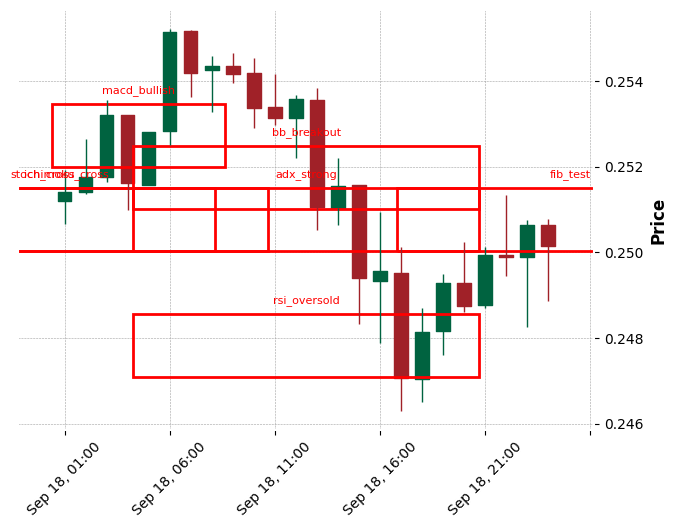 macd_bullish
0.254
bb_breakout
0.252
adx_strong
fib_test
0.250
Price
rsi_oversold
0.248
0.246
Sep 18, 01:00
Sep 18, 06:00
Sep 18, 11:00
Sep 18, 16:00
Sep 18, 21:00